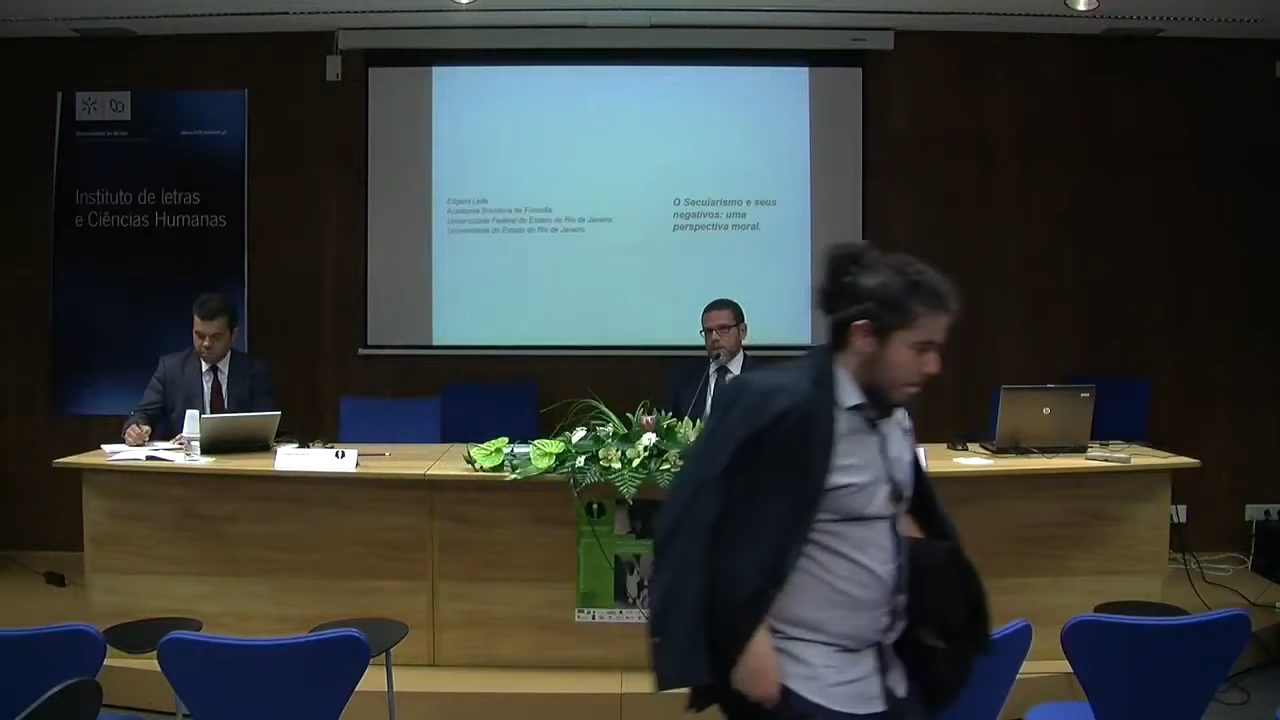 Instituto de letras
e Ciências Humanas
Edgard Leite
Academia Brasileira de Filosofia
Universidade Federal do Estado do Rio de Janeiro
Universidade do Estado do Rio de Janeiro
O Secularismo e seus
negativos: uma
perspectiva moral.
hp